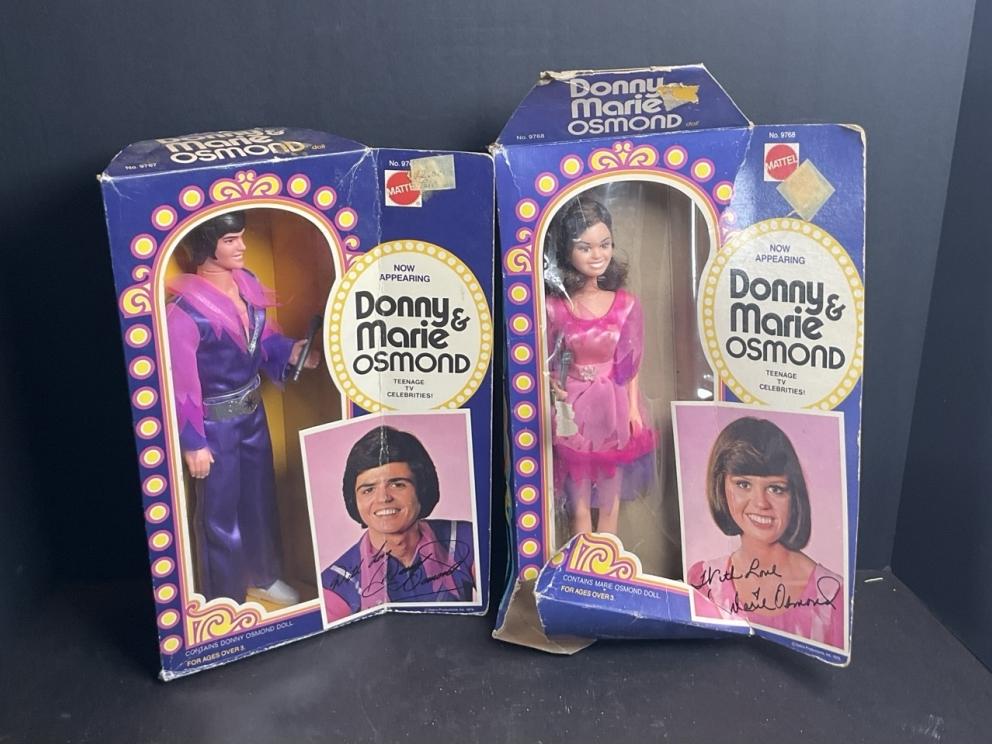 Donny &
Marie
OSMOND
doll
No. 9767
MATTEL
NOW
APPEARING
Donny &
Marie
OSMOND
TEENAGE
TV
CELEBRITIES!
CONTAINS DONNY OSMOND DOLL
FOR AGES OVER 3.
Donny
Marie
OSMOND
doll
No. 9768
No. 9768
MATTEL
NOW
APPEARING
Donny &
Marie
OSMOND
TEENAGE
TV
CELEBRITIES!
With Love
Marie Osmond
CONTAINS MARIE OSMOND DOLL.
FOR AGES OVER 3.